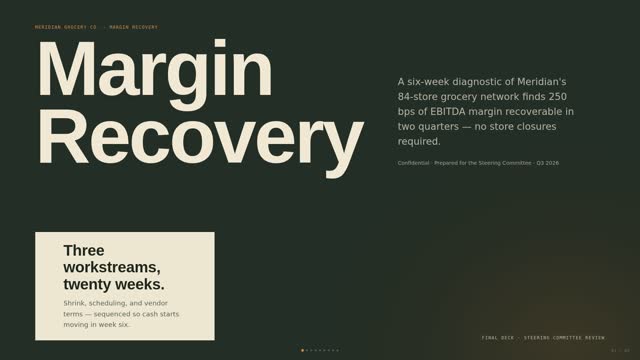 MERIDIAN GROCERY CO. · MARGIN RECOVERY
Margin
Recovery
A six-week diagnostic of Meridian's
84-store grocery network finds 250
bps of EBITDA margin recoverable in
two quarters — no store closures
required.
Confidential · Prepared for the Steering Committee · Q3 2026
Three
workstreams,
twenty weeks.
Shrink, scheduling, and vendor
terms — sequenced so cash starts
moving in week six.
FINAL DECK · STEERING COMMITTEE REVIEW